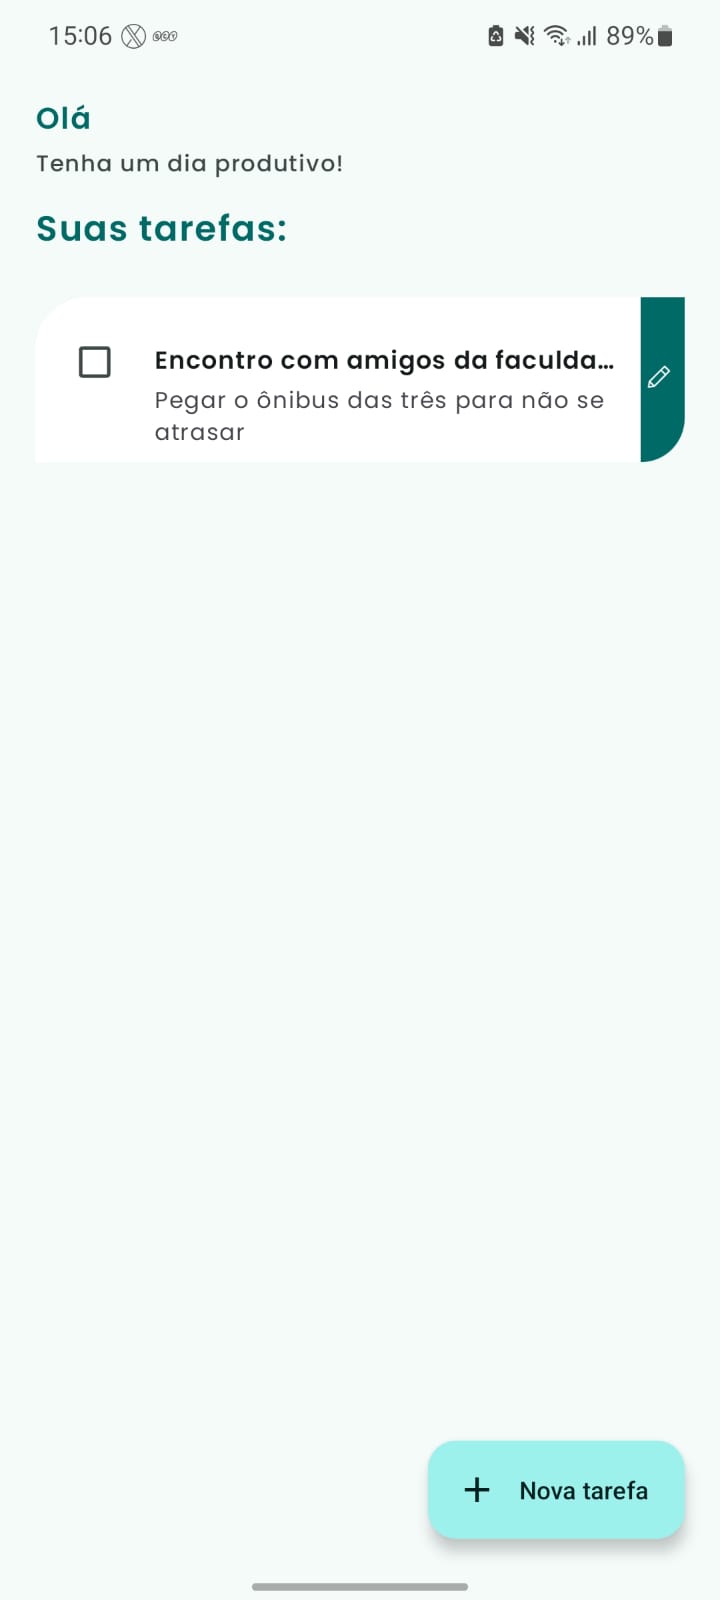 15:06 89%
Olá
Tenha um dia produtivo!
Suas tarefas:
Encontro com amigos da faculda...
Pegar o ônibus das três para não se
atrasar
Nova tarefa